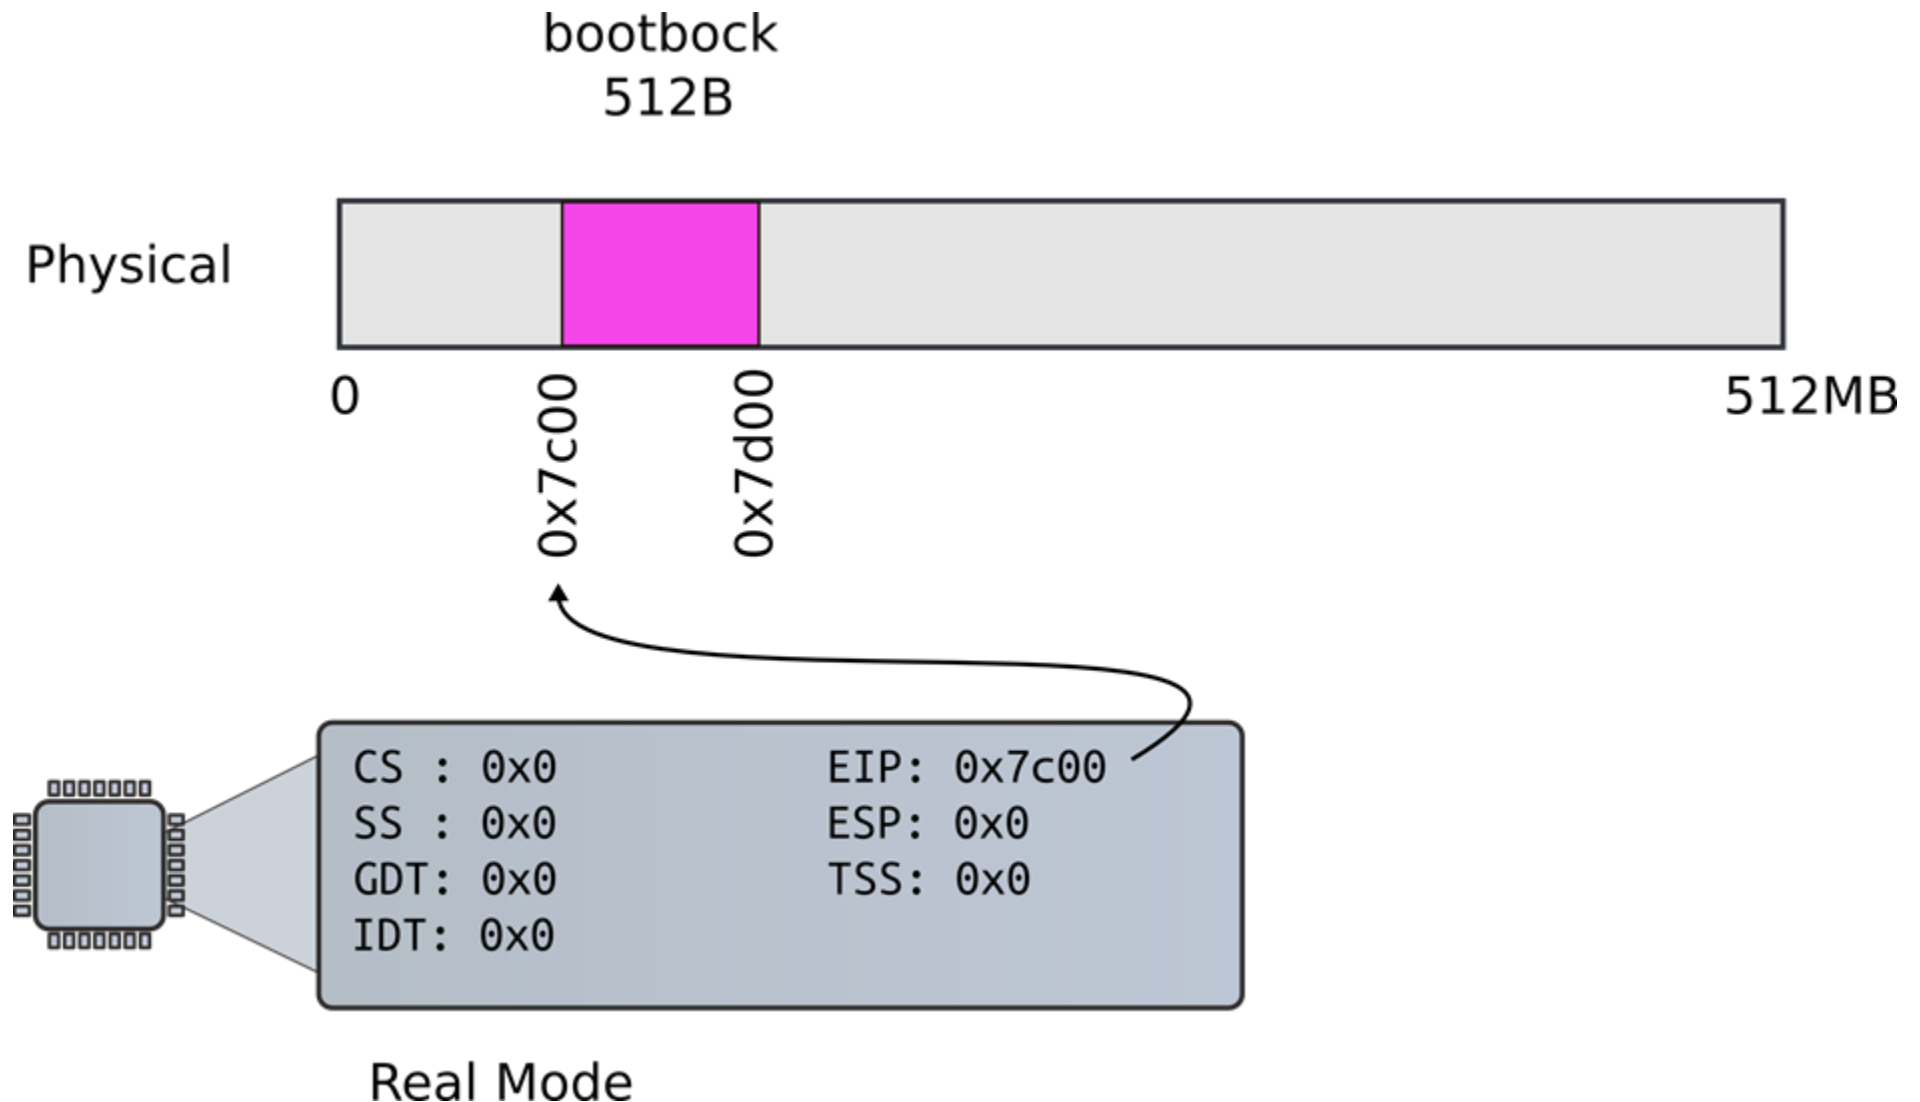 bootbock
512B
Physical
0
0x7c00
0x7d00
512MB
CS : 0x0
EIP: 0x7c00
SS : 0x0
ESP: 0x0
GDT: 0x0
TSS: 0x0
IDT: 0x0
Real Mode